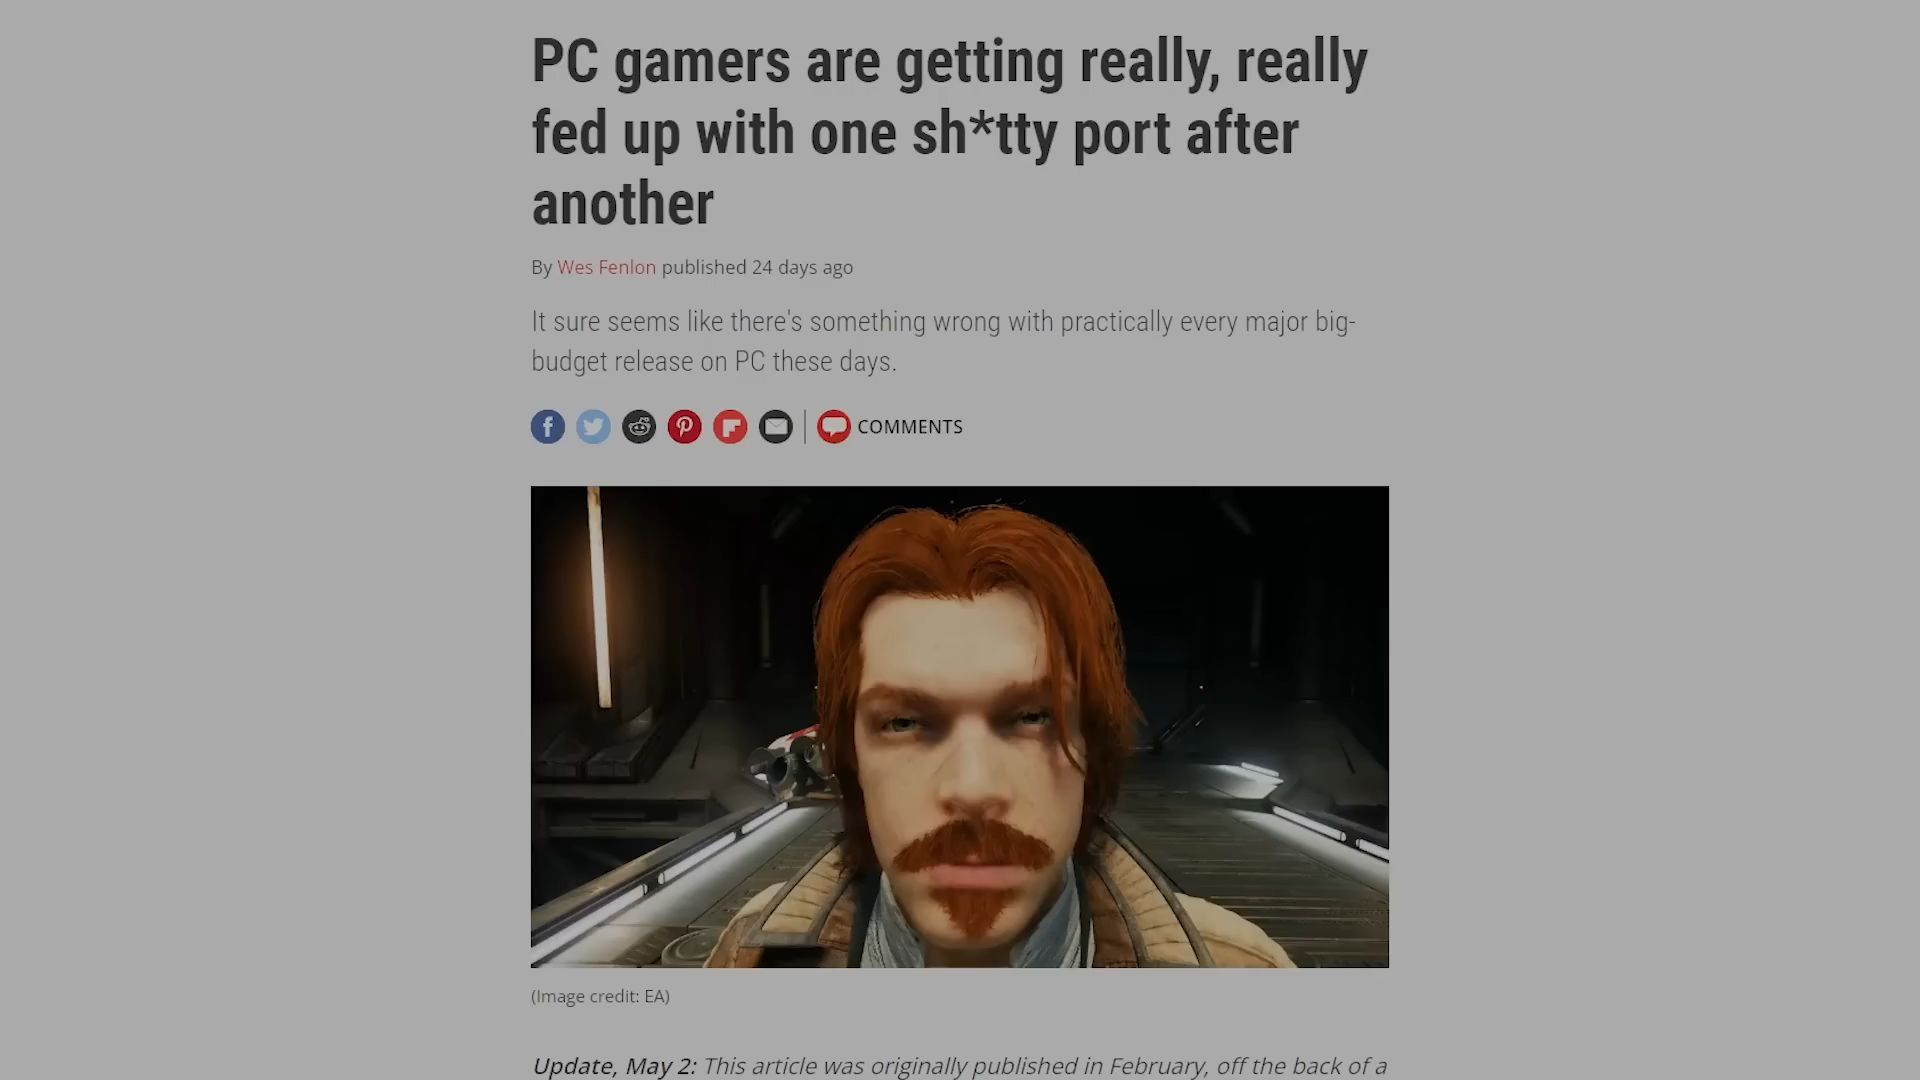 PC gamers are getting really, really
fed up with one sh*tty port after
another
By Wes Fenlon published 24 days ago
It sure seems like there's something wrong with practically every major big-
budget release on PC these days.
COMMENTS
(Image credit: EA)
Update, May 2: This article was originally published in February, off the back of a